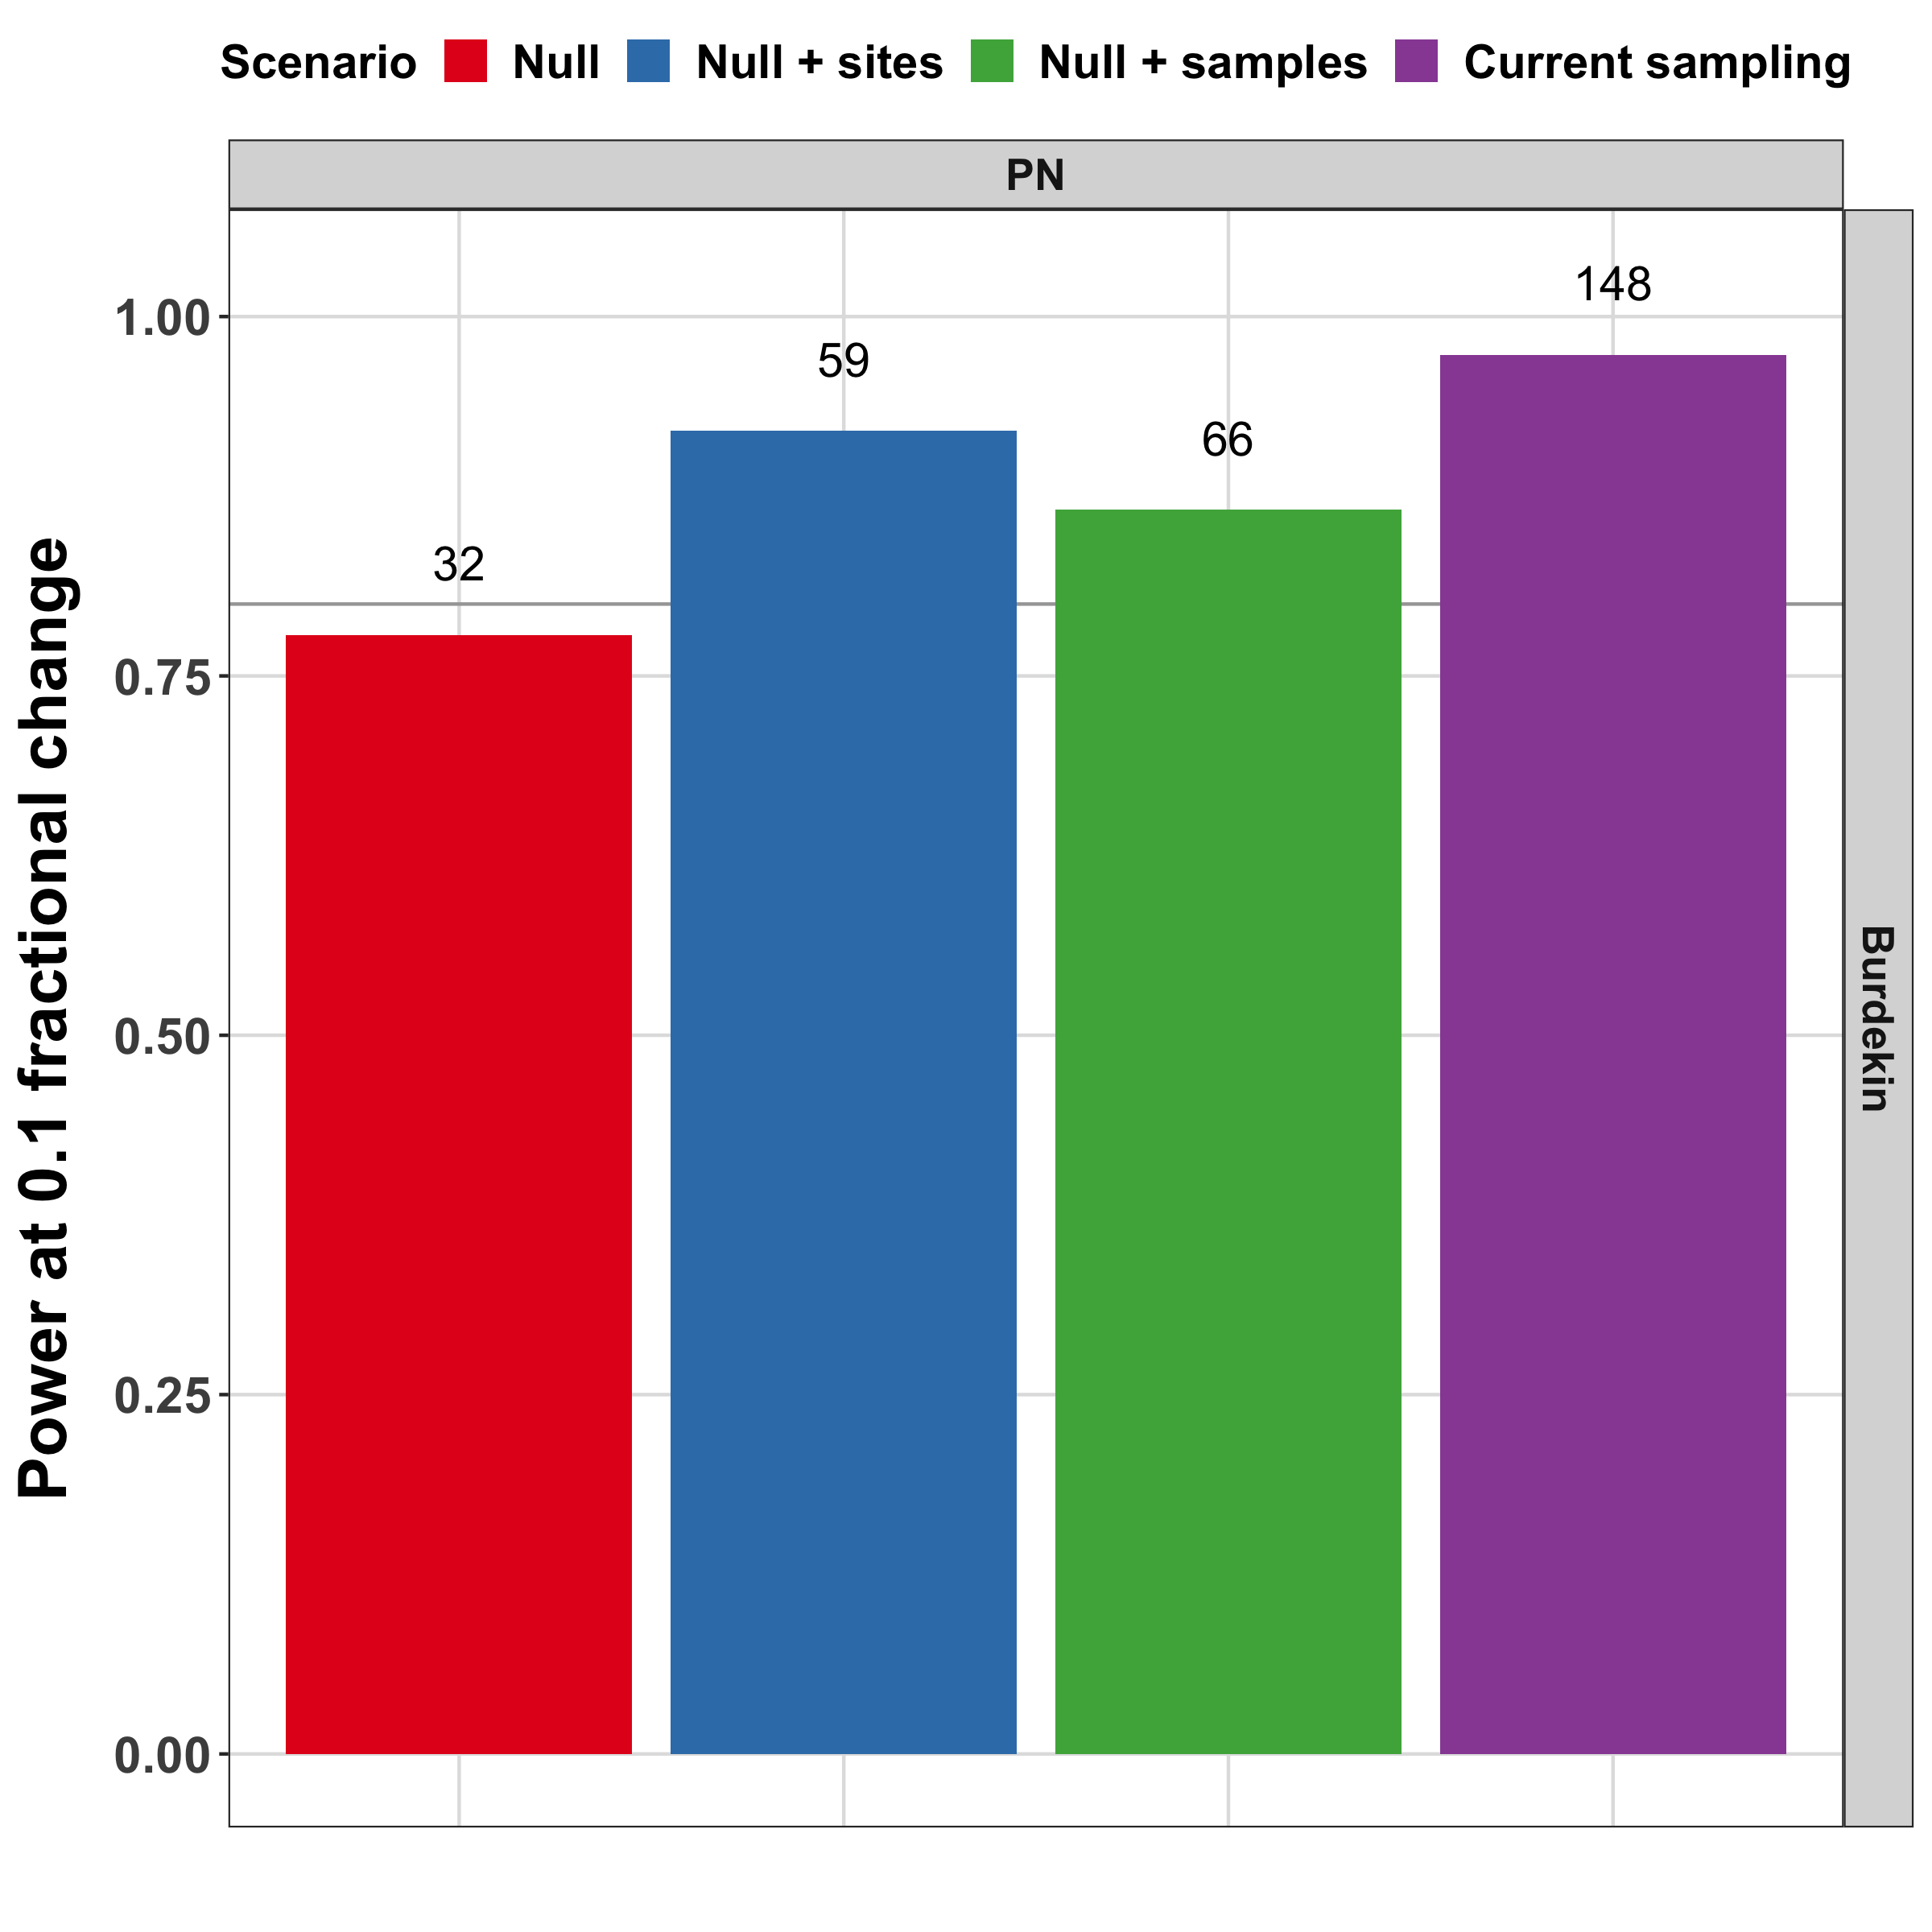 Scenario Null Null + sites Null + samples Current sampling
PN
148
1.00
59
66
32
0.75
0.50
0.25
0.00
Power at 0.1 fractional change
Burdekin